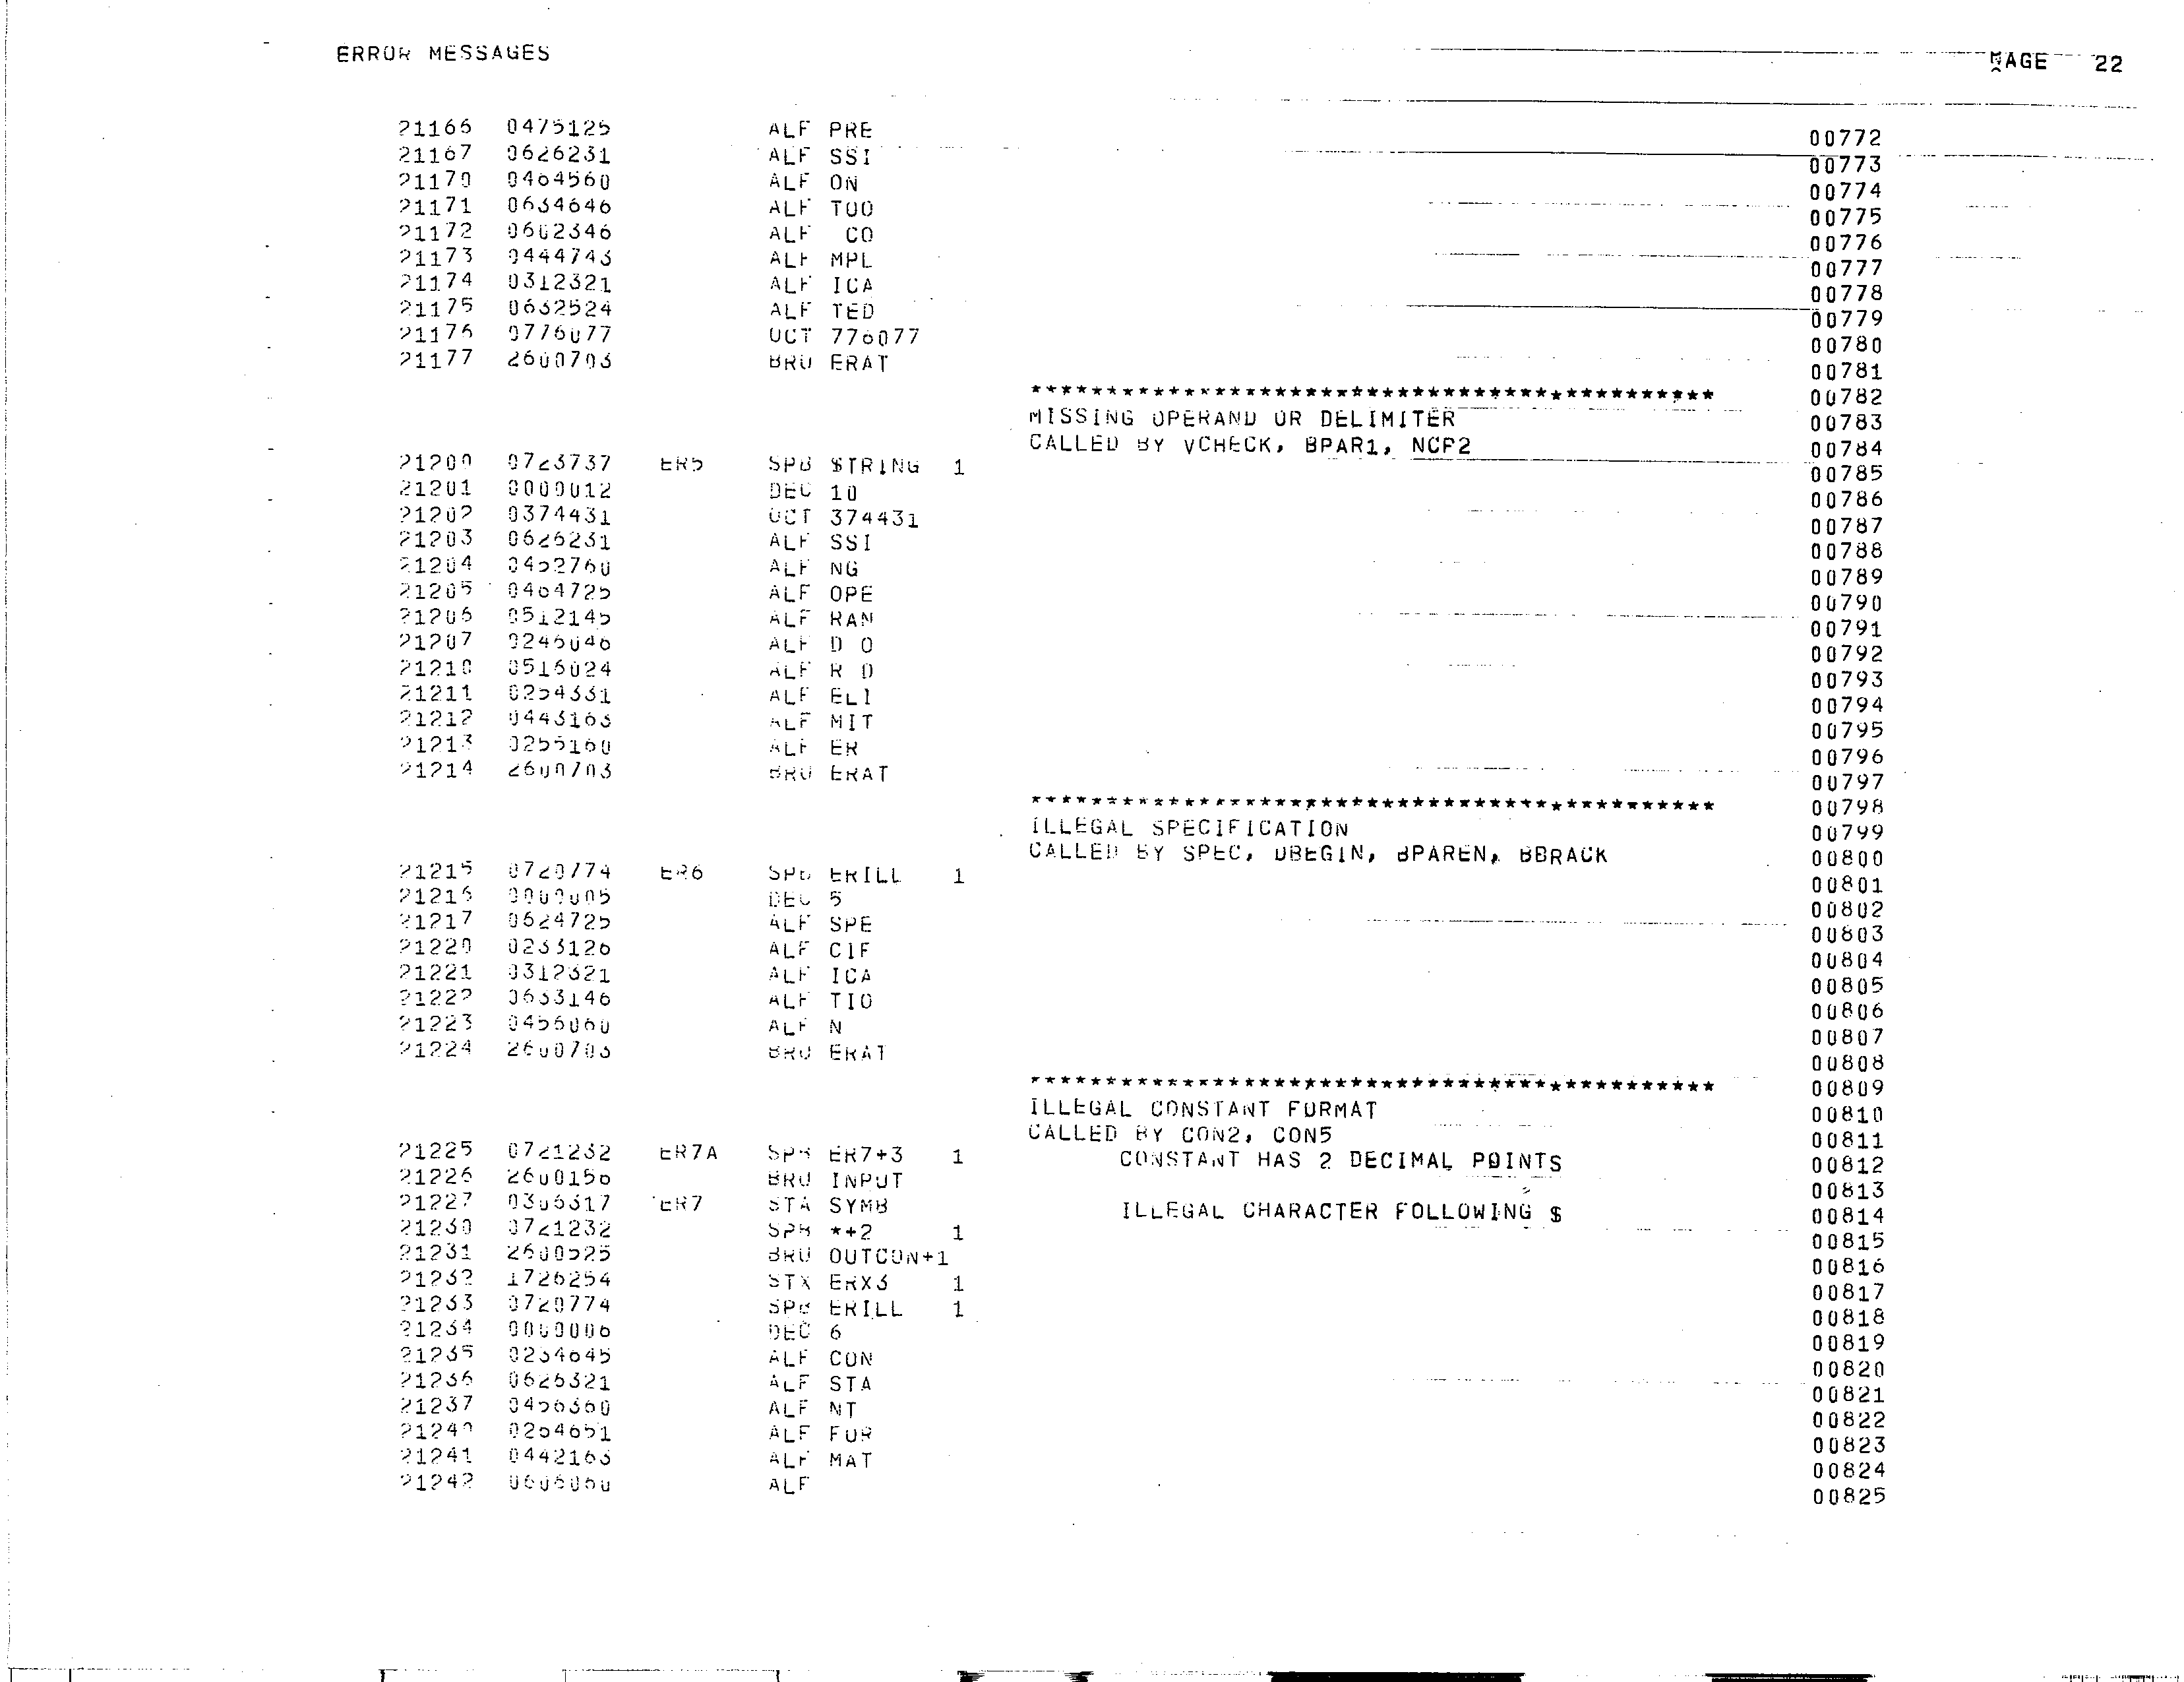 ERROR MESSAGES PAGE 22
21166 0475125 ALF PRE 00772
21167 0626231 ALF SSI 00773
21170 0464560 ALF ON 00774
21171 0634646 ALF TOO 00775
21172 0602346 ALF  CO 00776
21173 0444743 ALF MPL 00777
21174 0312321 ALF ICA 00778
21175 0632524 ALF TED 00779
21176 0776077 OCT 776077 00780
21177 2600703 BRU ERAT 00781
********************************************* 00782
MISSING OPERAND OR DELIMITER 00783
CALLED BY VCHECK, BPAR1, NCP2 00784
21200 0723737 ER5 SPB STRING 1 00785
21201 0000012 DEC 10 00786
21202 0374431 OCT 374431 00787
21203 0626231 ALF SSI 00788
21204 0452760 ALF NG 00789
21205 0464725 ALF OPE 00790
21206 0512145 ALF RAN 00791
21207 0246046 ALF D O 00792
21210 0516024 ALF R D 00793
21211 0254331 ALF ELI 00794
21212 0443163 ALF MIT 00795
21213 0255160 ALF ER 00796
21214 2600703 BRU ERAT 00797
********************************************* 00798
ILLEGAL SPECIFICATION 00799
CALLED BY SPEC, DBEGIN, BPAREN, BBRACK 00800
21215 0720774 ER6 SPB ERILL 1 00801
21216 0000005 DEC 5 00802
21217 0624725 ALF SPE 00803
21220 0233126 ALF CIF 00804
21221 0312321 ALF ICA 00805
21222 0633146 ALF TIO 00806
21223 0456060 ALF N 00807
21224 2600703 BRU ERAT 00808
********************************************* 00809
ILLEGAL CONSTANT FORMAT 00810
CALLED BY CON2, CON5 00811
21225 0721232 ER7A SPB ER7+3 1 CONSTANT HAS 2 DECIMAL POINTS 00812
21226 2600156 BRU INPUT 00813
21227 0306317 ER7 STA SYMB ILLEGAL CHARACTER FOLLOWING $ 00814
21230 0721232 SPB *+2 1 00815
21231 2600525 BRU OUTCON+1 00816
21232 1726254 STX ERX3 1 00817
21233 0720774 SPB ERILL 1 00818
21234 0000006 DEC 6 00819
21235 0234645 ALF CON 00820
21236 0626321 ALF STA 00821
21237 0456360 ALF NT 00822
21240 0264651 ALF FOR 00823
21241 0442163 ALF MAT 00824
21242 0606060 ALF 00825